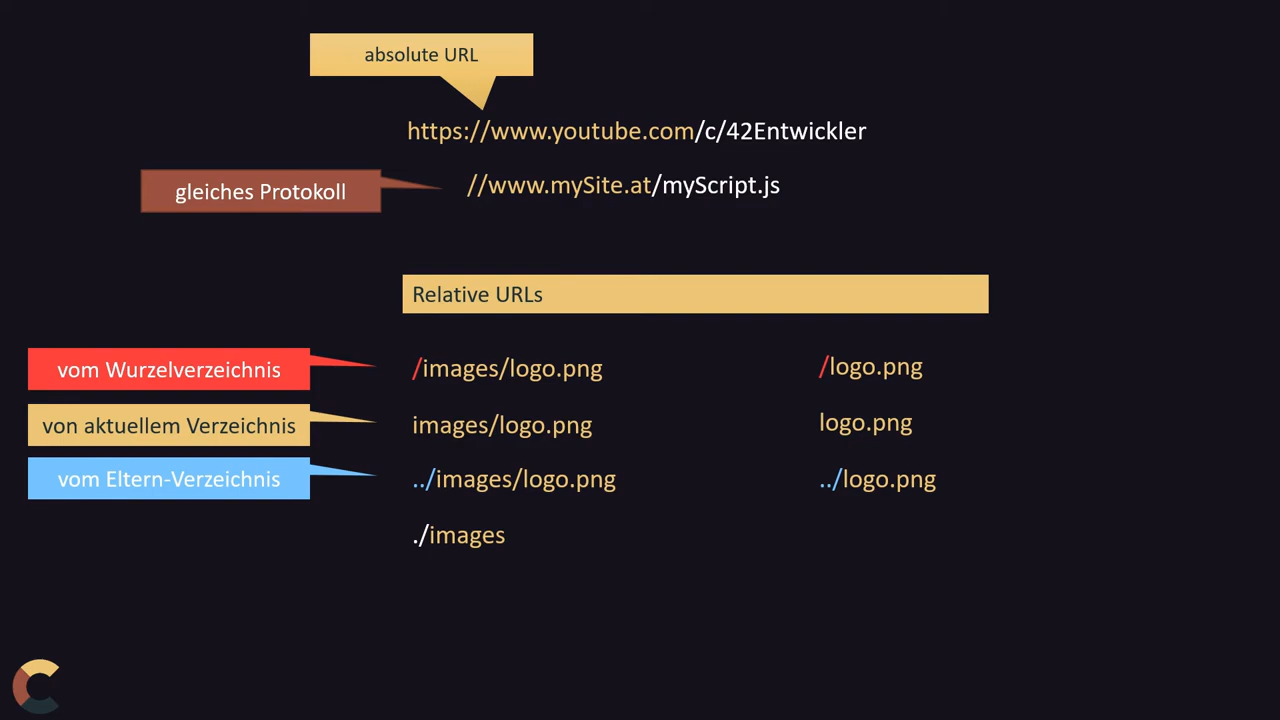 absolute URL
https://www.youtube.com/c/42Entwickler
gleiches Protokoll
//www.mySite.at/myScript.js
Relative URLs
vom Wurzelverzeichnis
/images/logo.png
/logo.png
von aktuellem Verzeichnis
images/logo.png
logo.png
vom Eltern-Verzeichnis
../images/logo.png
../logo.png
./images